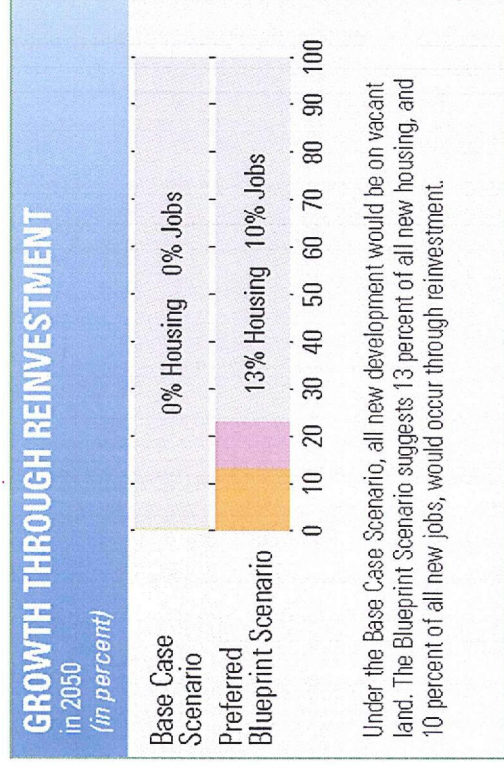 GROWTH THROUGH REINVESTMENT
in 2050
(in percent)
Base Case
Scenario
0% Housing 0% Jobs
Preferred
Blueprint Scenario
13% Housing 10% Jobs
0 10 20 30 40 50 60 70 80 90 100
Under the Base Case Scenario, all new development would be on vacant
land. The Blueprint Scenario suggests 13 percent of all new housing, and
10 percent of all new jobs, would occur through reinvestment.